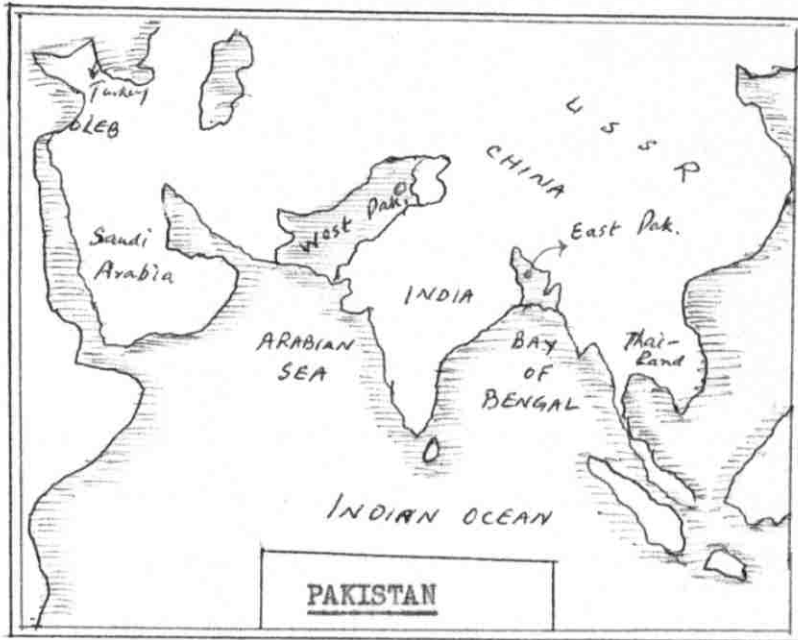 Turkey
LEB
USSR
CHINA
West Pak.
East Pak.
Saudi
Arabia
INDIA
ARABIAN
SEA
BAY
OF
BENGAL
Thai-
land
INDIAN OCEAN
PAKISTAN